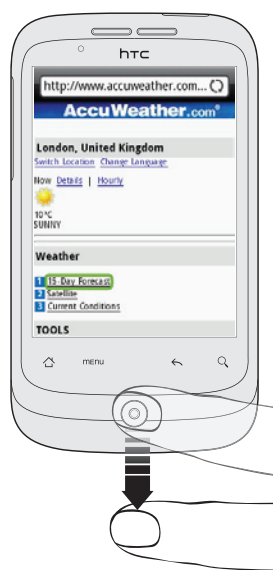 hTC
http://www.accuweather.com...
AccuWeather.com®
London, United Kingdom
Switch Location Change Language
Now Details | Hourly
10°C
SUNNY
Weather
1 15-Day Forecast
2 Satellite
3 Current Conditions
TOOLS
menu